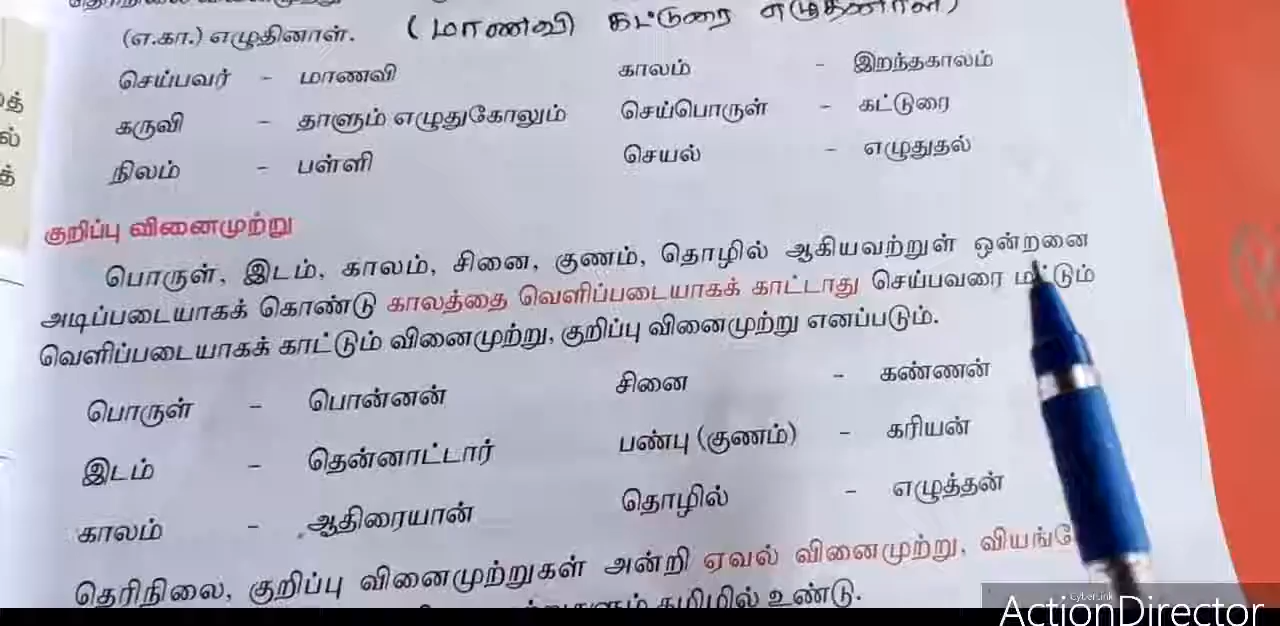 தெரிநிலை வினைமுற்று
(எ.கா.) எழுதினாள். (மாணவி கட்டுரை எழுதினாள்)
செய்பவர் - மாணவி காலம் - இறந்தகாலம்
கருவி - தாளும் எழுதுகோலும் செய்பொருள் - கட்டுரை
நிலம் - பள்ளி செயல் - எழுதுதல்
குறிப்பு வினைமுற்று
பொருள், இடம், காலம், சினை, குணம், தொழில் ஆகியவற்றுள் ஒன்றனை
அடிப்படையாகக் கொண்டு காலத்தை வெளிப்படையாகக் காட்டாது செய்பவரை மட்டும்
வெளிப்படையாகக் காட்டும் வினைமுற்று, குறிப்பு வினைமுற்று எனப்படும்.
பொருள் - பொன்னன் சினை - கண்ணன்
இடம் - தென்னாட்டார் பண்பு (குணம்) - கரியன்
காலம் - ஆதிரையான் தொழில் - எழுத்தன்
தெரிநிலை, குறிப்பு வினைமுற்றுகள் அன்றி ஏவல் வினைமுற்று,
தமிழில் உண்டு.
CyberLink
ActionDirector